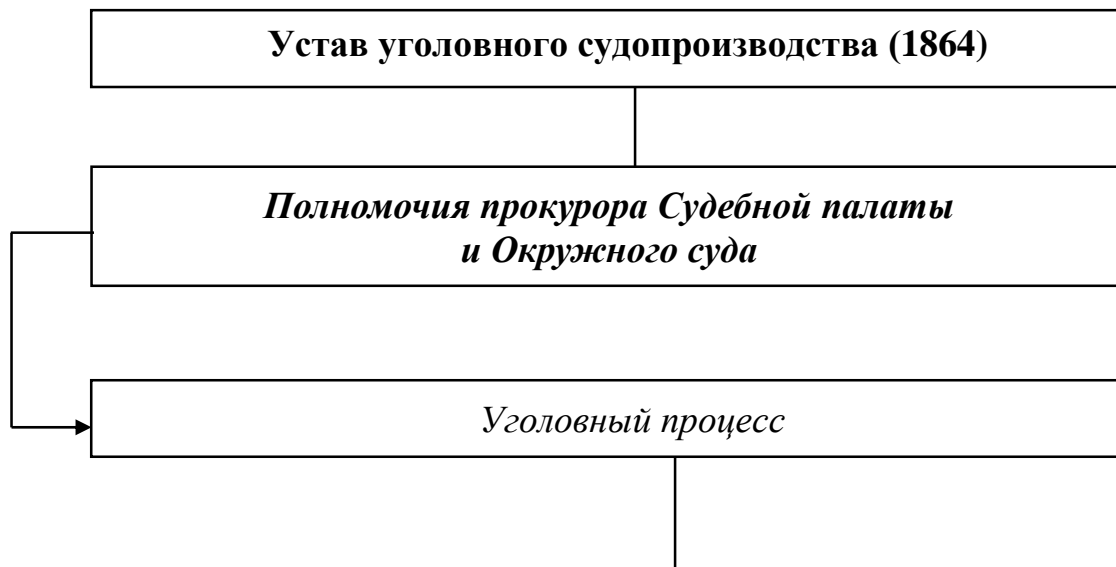 Устав уголовного судопроизводства (1864)
Полномочия прокурора Судебной палаты
и Окружного суда
Уголовный процесс